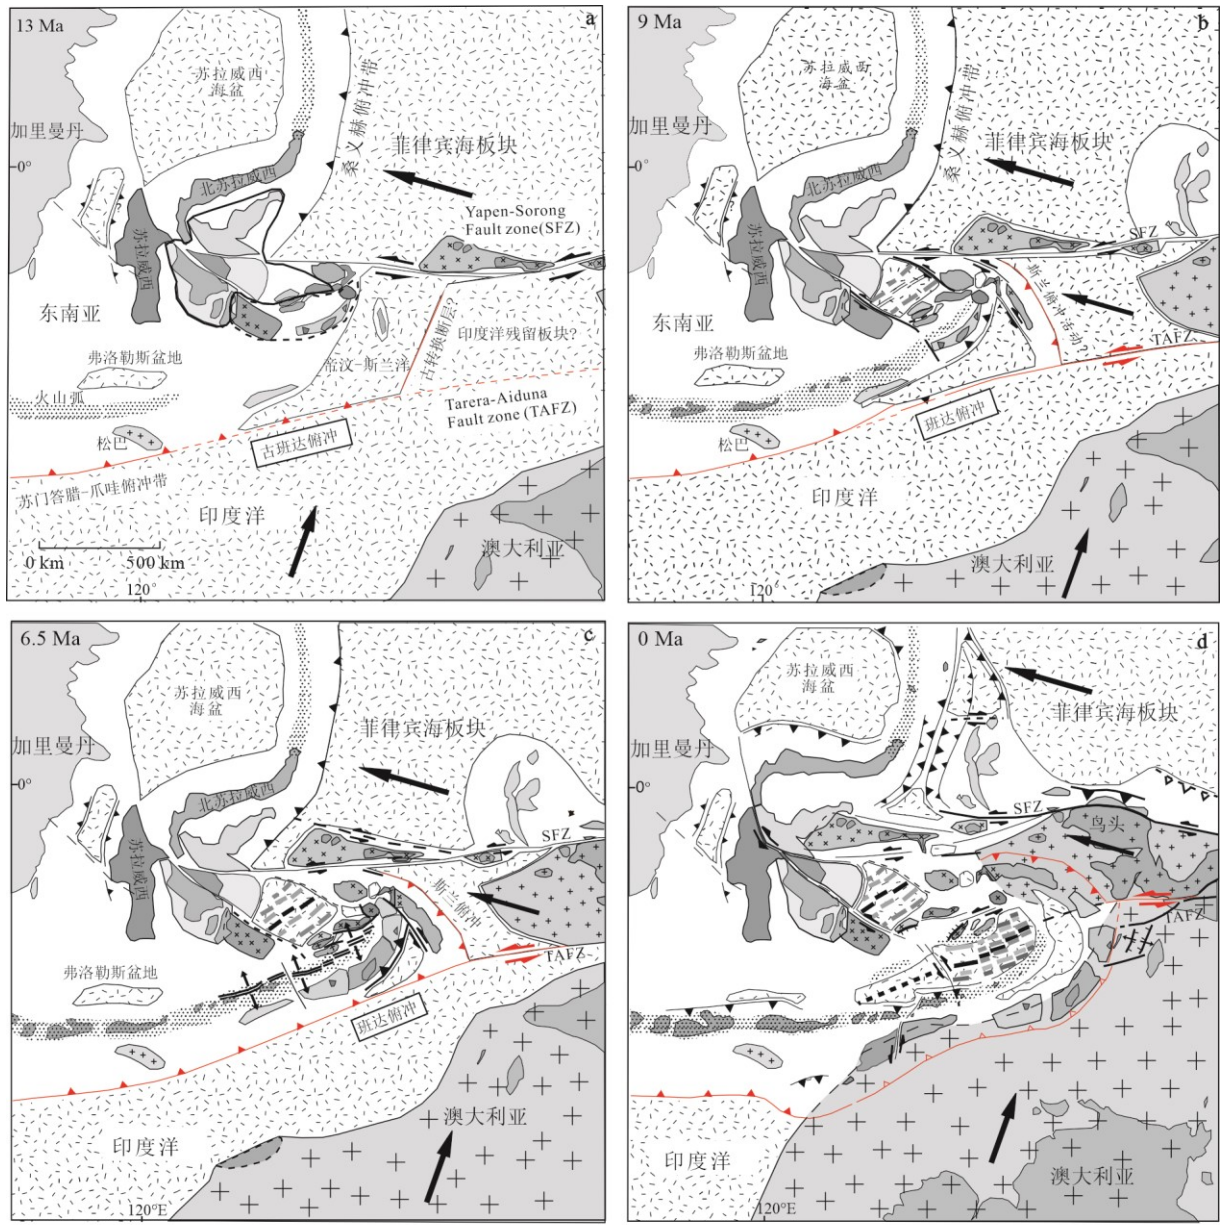 13 Ma
a
苏拉威西
海盆
加里曼丹
桑义赫俯冲带
菲律宾海板块
0°
北苏拉威西
Yapen-Sorong
Fault zone(SFZ)
苏拉威西
东南亚
古转换断层?
印度洋残留板块?
弗洛勒斯盆地
帝汶-斯兰洋
火山弧
Tarera-Aiduna
Fault zone (TAFZ)
松巴
古班达俯冲
苏门答腊-爪哇俯冲带
印度洋
澳大利亚
0 km
500 km
120°
9 Ma
b
苏拉威西
海盆
加里曼丹
桑义赫俯冲带
菲律宾海板块
0°
北苏拉威西
SFZ
苏拉威西
斯兰俯冲活动?
东南亚
TAFZ
弗洛勒斯盆地
班达俯冲
松巴
印度洋
澳大利亚
120°
6.5 Ma
c
苏拉威西
海盆
菲律宾海板块
加里曼丹
0°
北苏拉威西
SFZ
苏拉威西
斯兰俯冲
TAFZ
弗洛勒斯盆地
班达俯冲
澳大利亚
印度洋
120°E
0 Ma
d
苏拉威西
海盆
菲律宾海板块
加里曼丹
0°
SFZ
鸟头
TAFZ
印度洋
澳大利亚
120°E